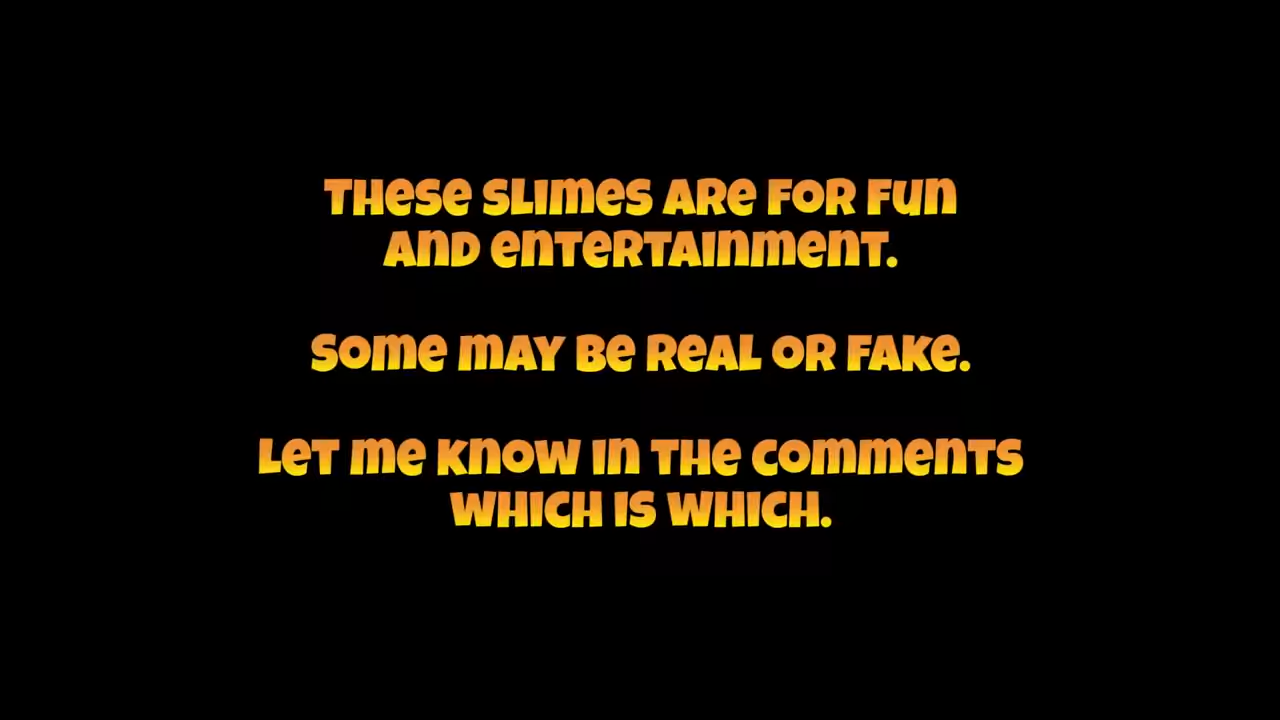 THESE SLIMES ARE FOR FUN
AND ENTERTAINMENT.
SOME MAY BE REAL OR FAKE.
LET ME KNOW IN THE COMMENTS
WHICH IS WHICH.